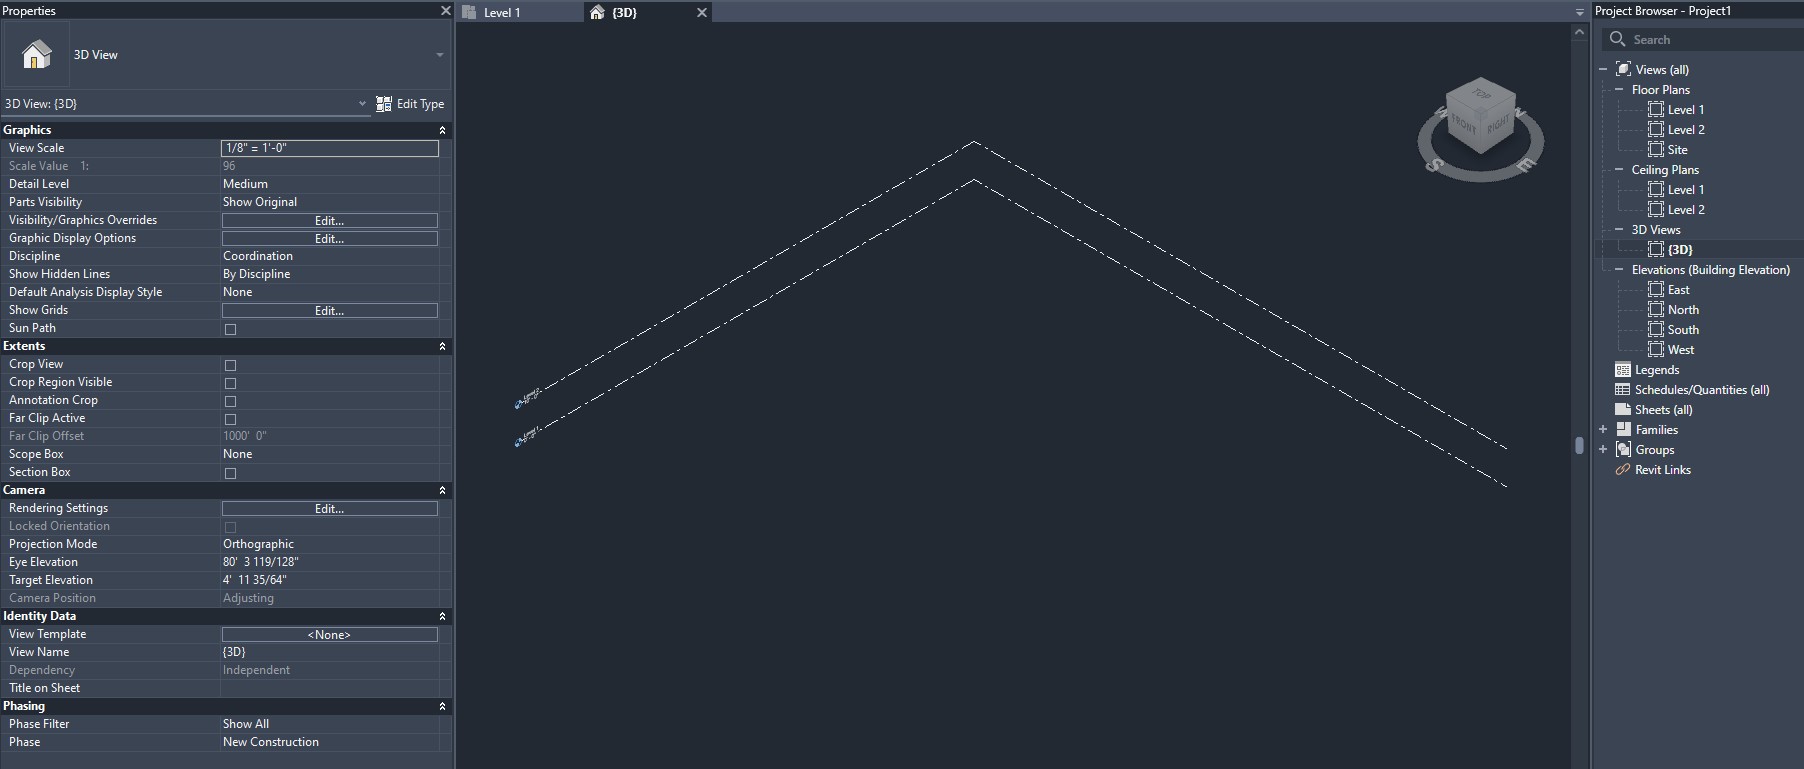 Properties
3D View
3D View: {3D}
Edit Type
Graphics
View Scale 1/8" = 1'-0"
Scale Value 1: 96
Detail Level Medium
Parts Visibility Show Original
Visibility/Graphics Overrides Edit...
Graphic Display Options Edit...
Discipline Coordination
Show Hidden Lines By Discipline
Default Analysis Display Style None
Show Grids Edit...
Sun Path
Extents
Crop View
Crop Region Visible
Annotation Crop
Far Clip Active
Far Clip Offset 1000' 0"
Scope Box None
Section Box
Camera
Rendering Settings Edit...
Locked Orientation
Projection Mode Orthographic
Eye Elevation 80' 3 119/128"
Target Elevation 4' 11 35/64"
Camera Position Adjusting
Identity Data
View Template <None>
View Name {3D}
Dependency Independent
Title on Sheet
Phasing
Phase Filter Show All
Phase New Construction
Level 1
{3D}
TOP
FRONT RIGHT
W N
S E
Project Browser - Project1
Search
Views (all)
Floor Plans
Level 1
Level 2
Site
Ceiling Plans
Level 1
Level 2
3D Views
{3D}
Elevations (Building Elevation)
East
North
South
West
Legends
Schedules/Quantities (all)
Sheets (all)
Families
Groups
Revit Links